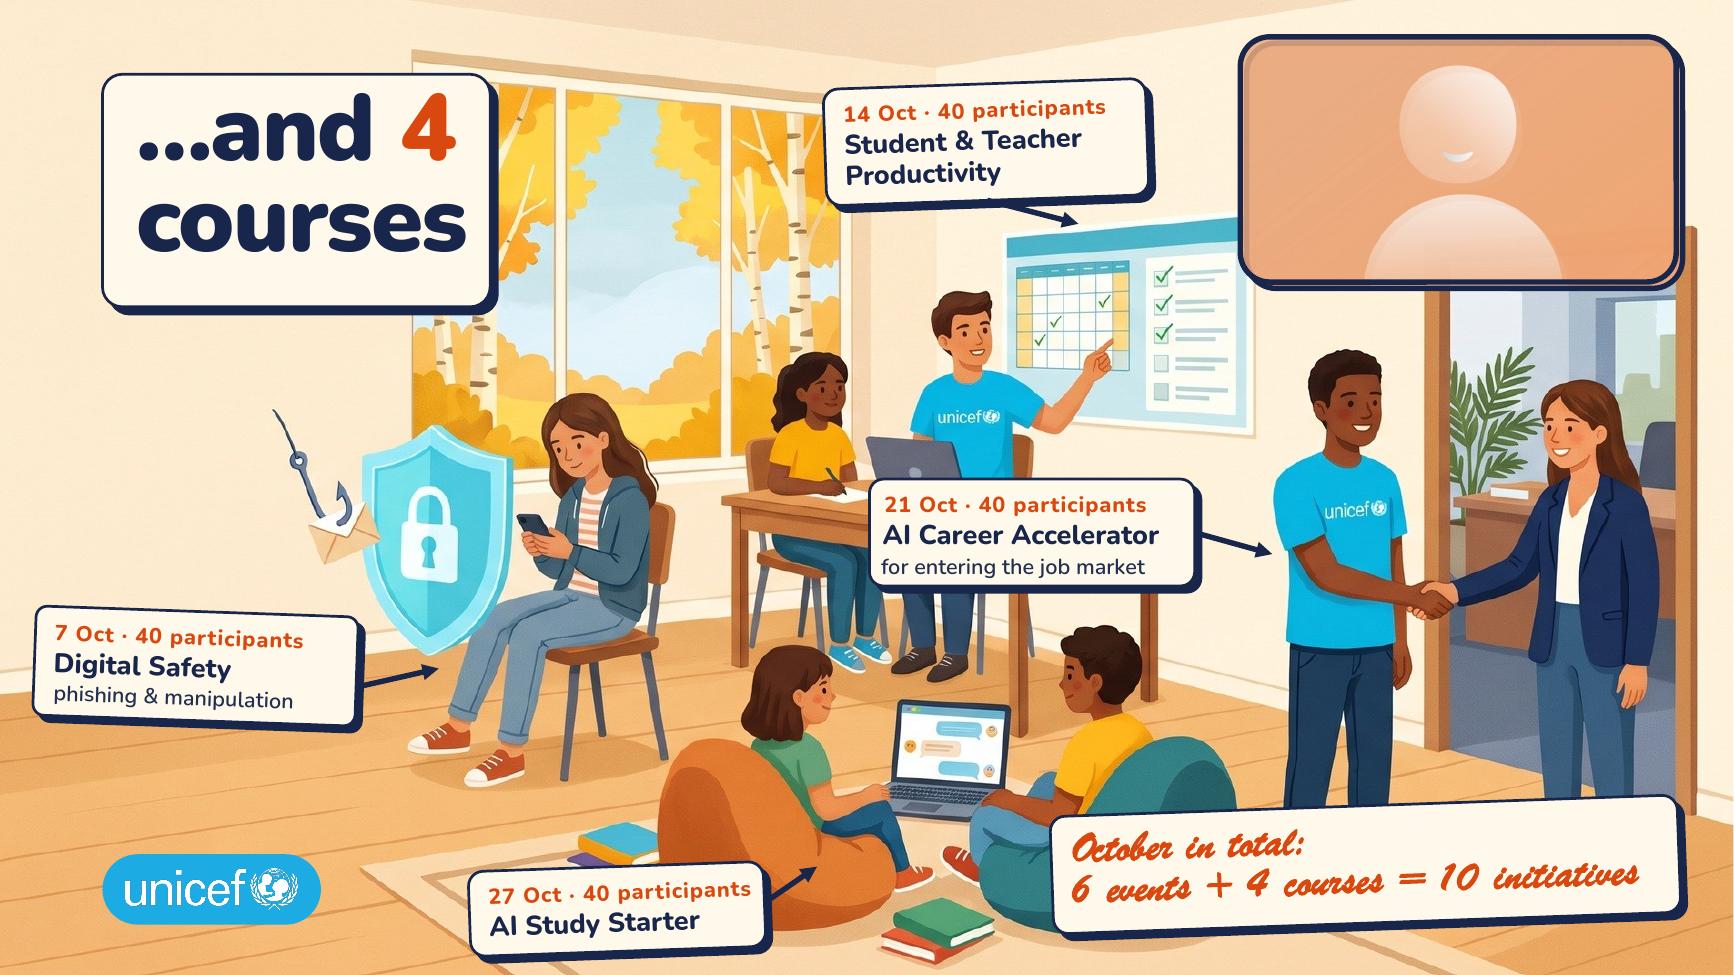 ...and 4
courses
14 Oct · 40 participants
Student & Teacher
Productivity
unicef
unicef
21 Oct · 40 participants
AI Career Accelerator
for entering the job market
7 Oct · 40 participants
Digital Safety
phishing & manipulation
27 Oct · 40 participants
AI Study Starter
October in total:
6 events + 4 courses = 10 initiatives
unicef